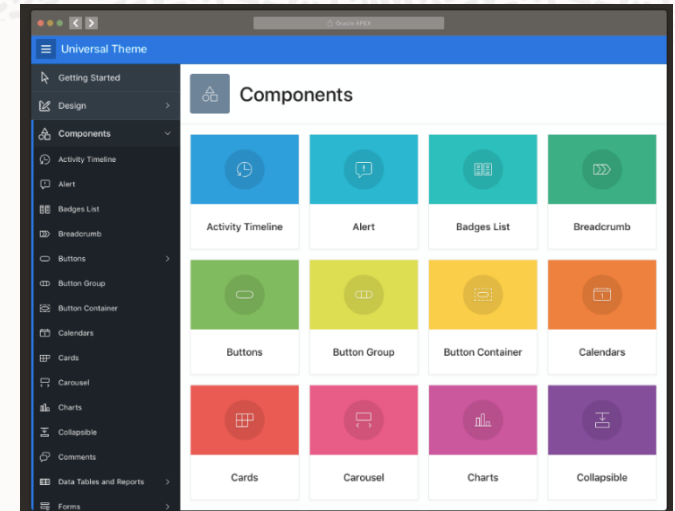 Oracle APEX
Universal Theme
Getting Started
Design
Components
Activity Timeline
Alert
Badges List
Breadcrumb
Buttons
Button Group
Button Container
Calendars
Cards
Carousel
Charts
Collapsible
Comments
Data Tables and Reports
Forms
Components
Activity Timeline
Alert
Badges List
Breadcrumb
Buttons
Button Group
Button Container
Calendars
Cards
Carousel
Charts
Collapsible